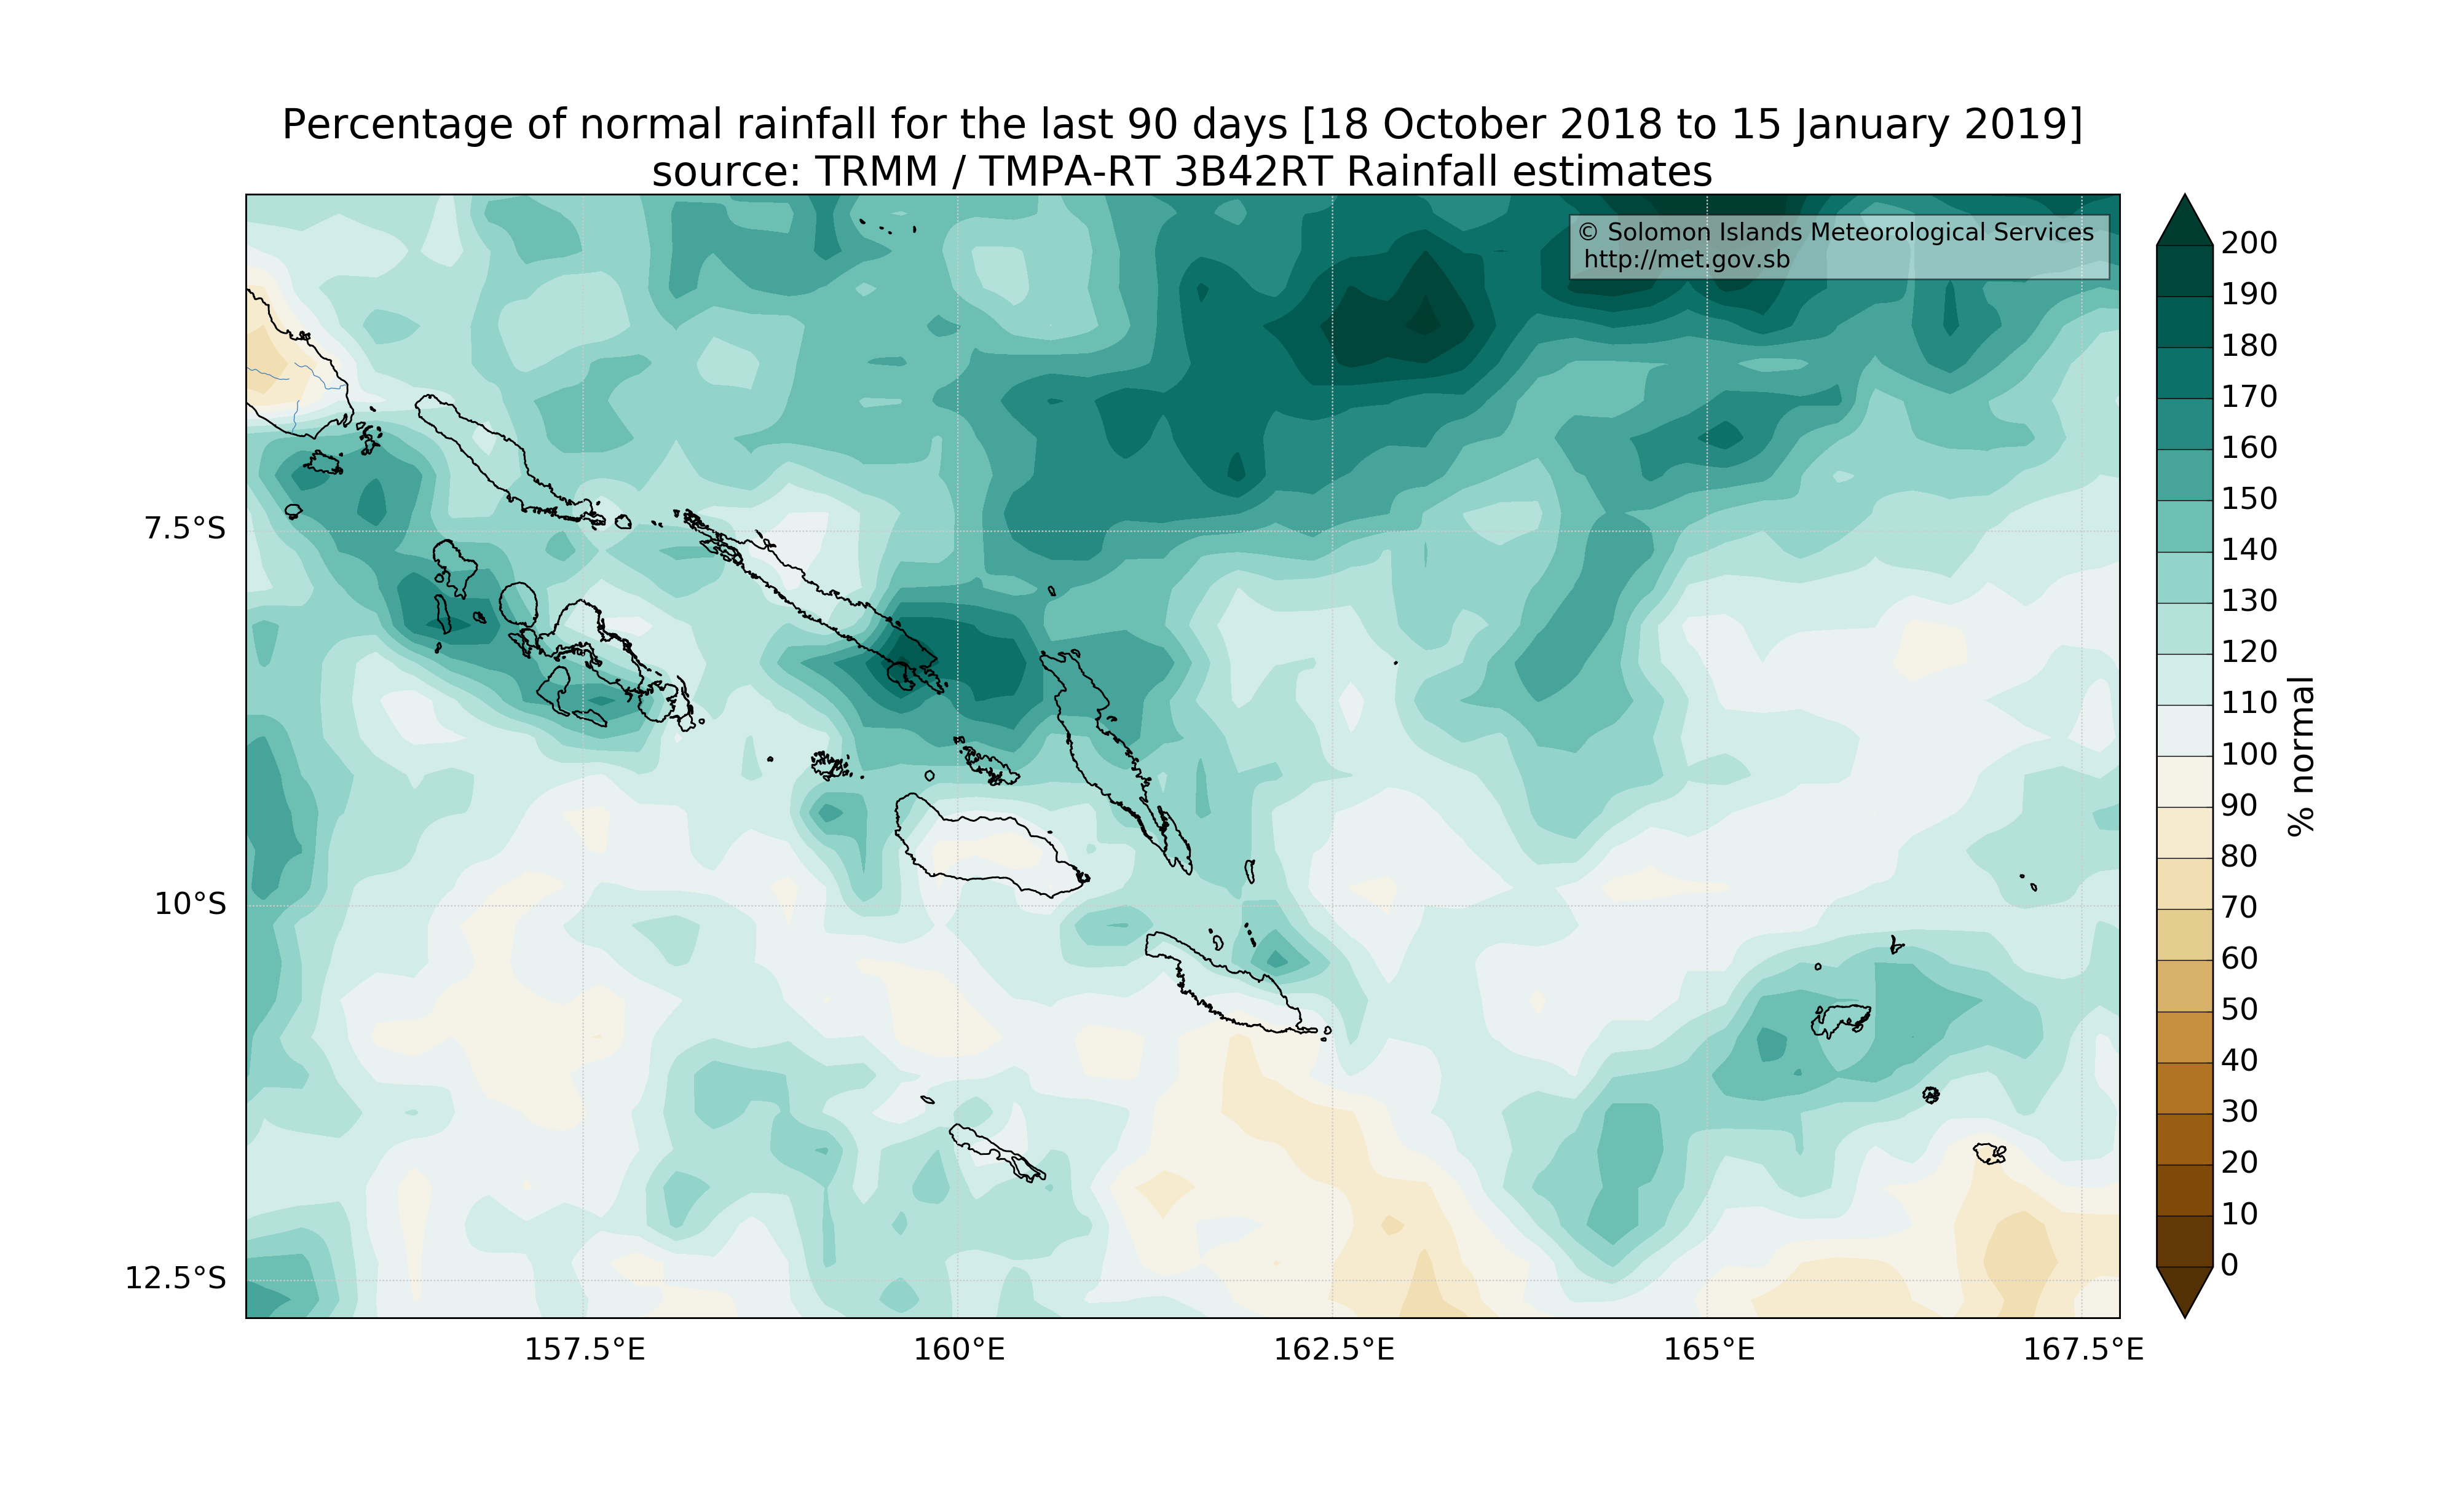 Percentage of normal rainfall for the last 90 days [18 October 2018 to 15 January 2019]
source: TRMM / TMPA-RT 3B42RT Rainfall estimates
© Solomon Islands Meteorological Services
http://met.gov.sb
7.5°S
10°S
12.5°S
157.5°E
160°E
162.5°E
165°E
167.5°E
200
190
180
170
160
150
140
130
120
110
100
90
80
70
60
50
40
30
20
10
0
% normal